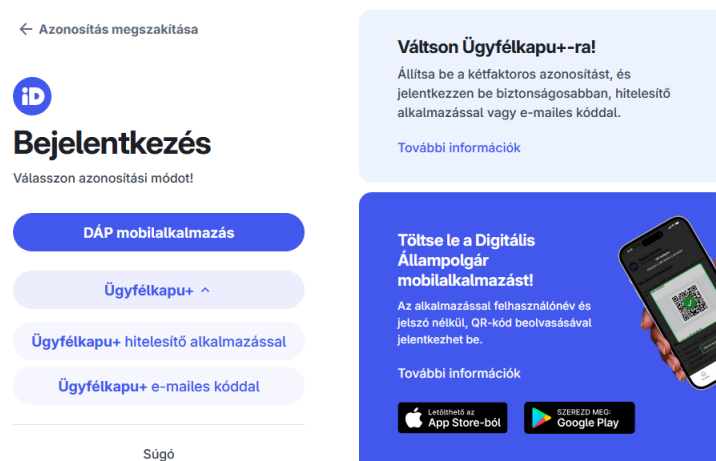 Azonosítás megszakítása
iD
Bejelentkezés
Válasszon azonosítási módot!
DÁP mobilalkalmazás
Ügyfélkapu+
Ügyfélkapu+ hitelesítő alkalmazással
Ügyfélkapu+ e-mailes kóddal
Súgó
Váltson Ügyfélkapu+-ra!
Állítsa be a kétfaktoros azonosítást, és
jelentkezzen be biztonságosabban, hitelesítő
alkalmazással vagy e-mailes kóddal.
További információk
Töltse le a Digitális
Állampolgár
mobilalkalmazást!
Az alkalmazással felhasználónév és
jelszó nélkül, QR-kód beolvasásával
jelentkezhet be.
További információk
Letölthető az
App Store-ból
SZEREZD MEG:
Google Play